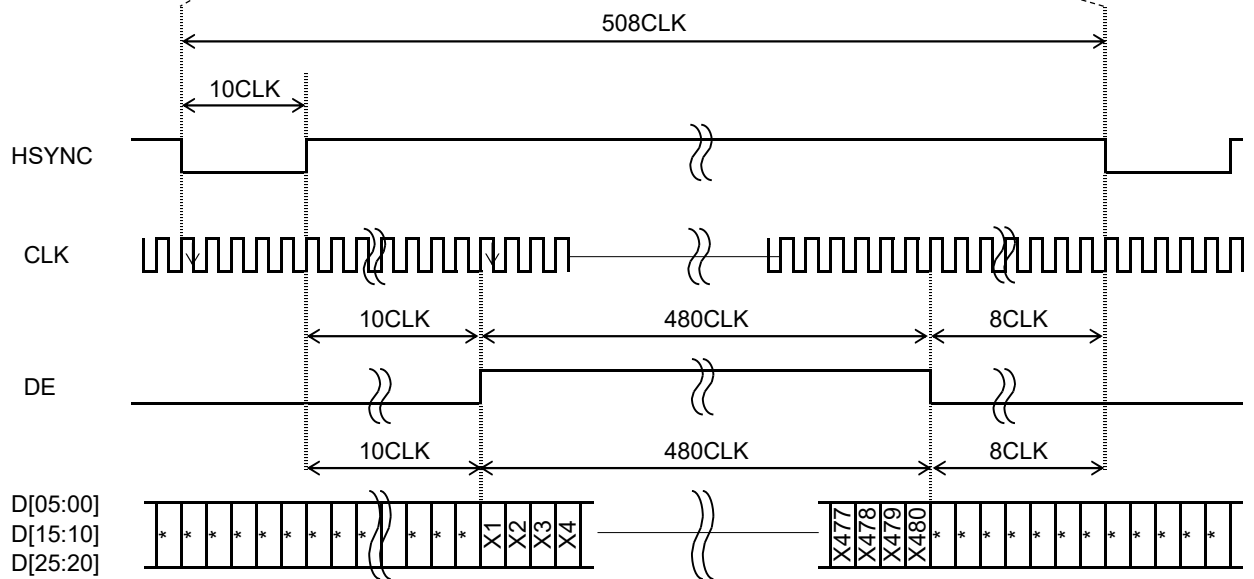 508CLK
10CLK
HSYNC
CLK
10CLK 480CLK 8CLK
DE
10CLK 480CLK 8CLK
D[05:00]
D[15:10]
D[25:20]
* * * * * * * * * * * * X1 X2 X3 X4 X477 X478 X479 X480 * * * * * * * * * * * *